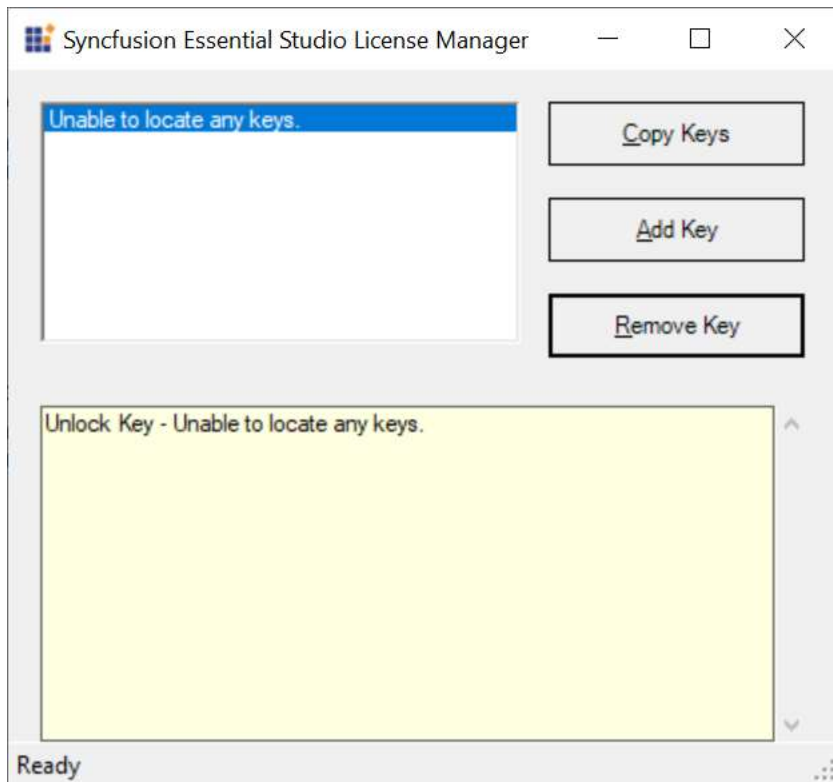 Syncfusion Essential Studio License Manager
Unable to locate any keys.
Copy Keys
Add Key
Remove Key
Unlock Key - Unable to locate any keys.
Ready